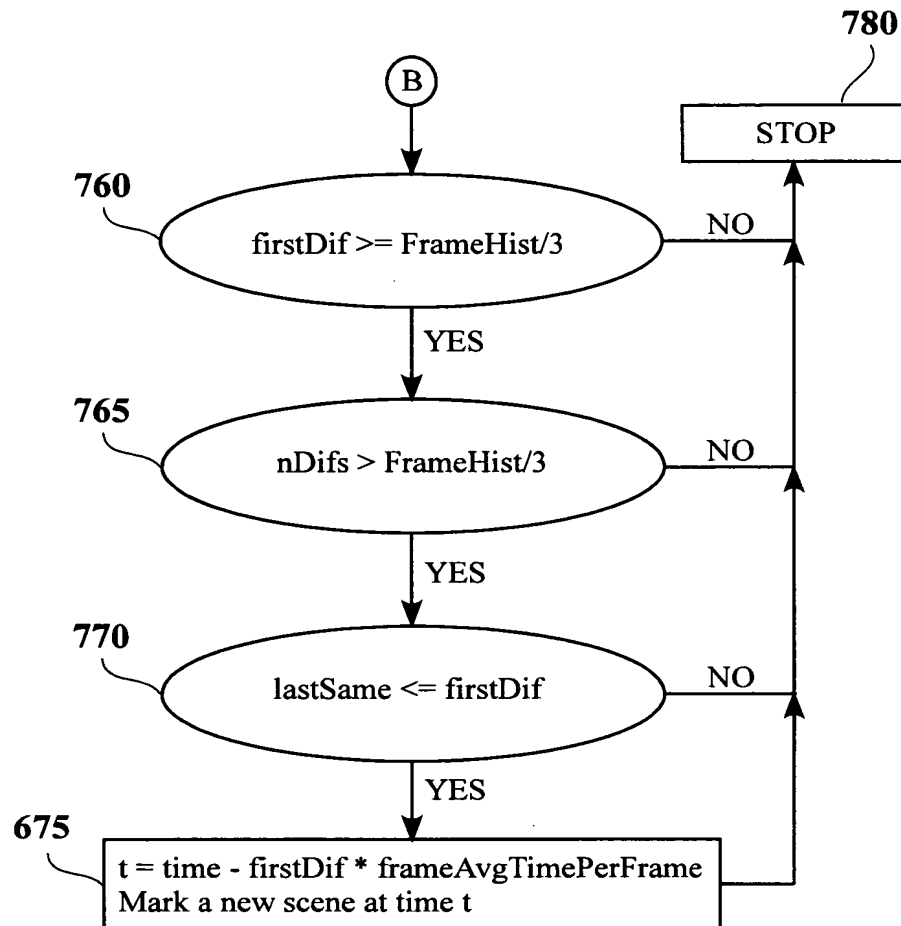 780
B
STOP
760
firstDif >= FrameHist/3
NO
YES
765
nDifs > FrameHist/3
NO
YES
770
lastSame <= firstDif
NO
YES
675
t = time - firstDif * frameAvgTimePerFrame
Mark a new scene at time t